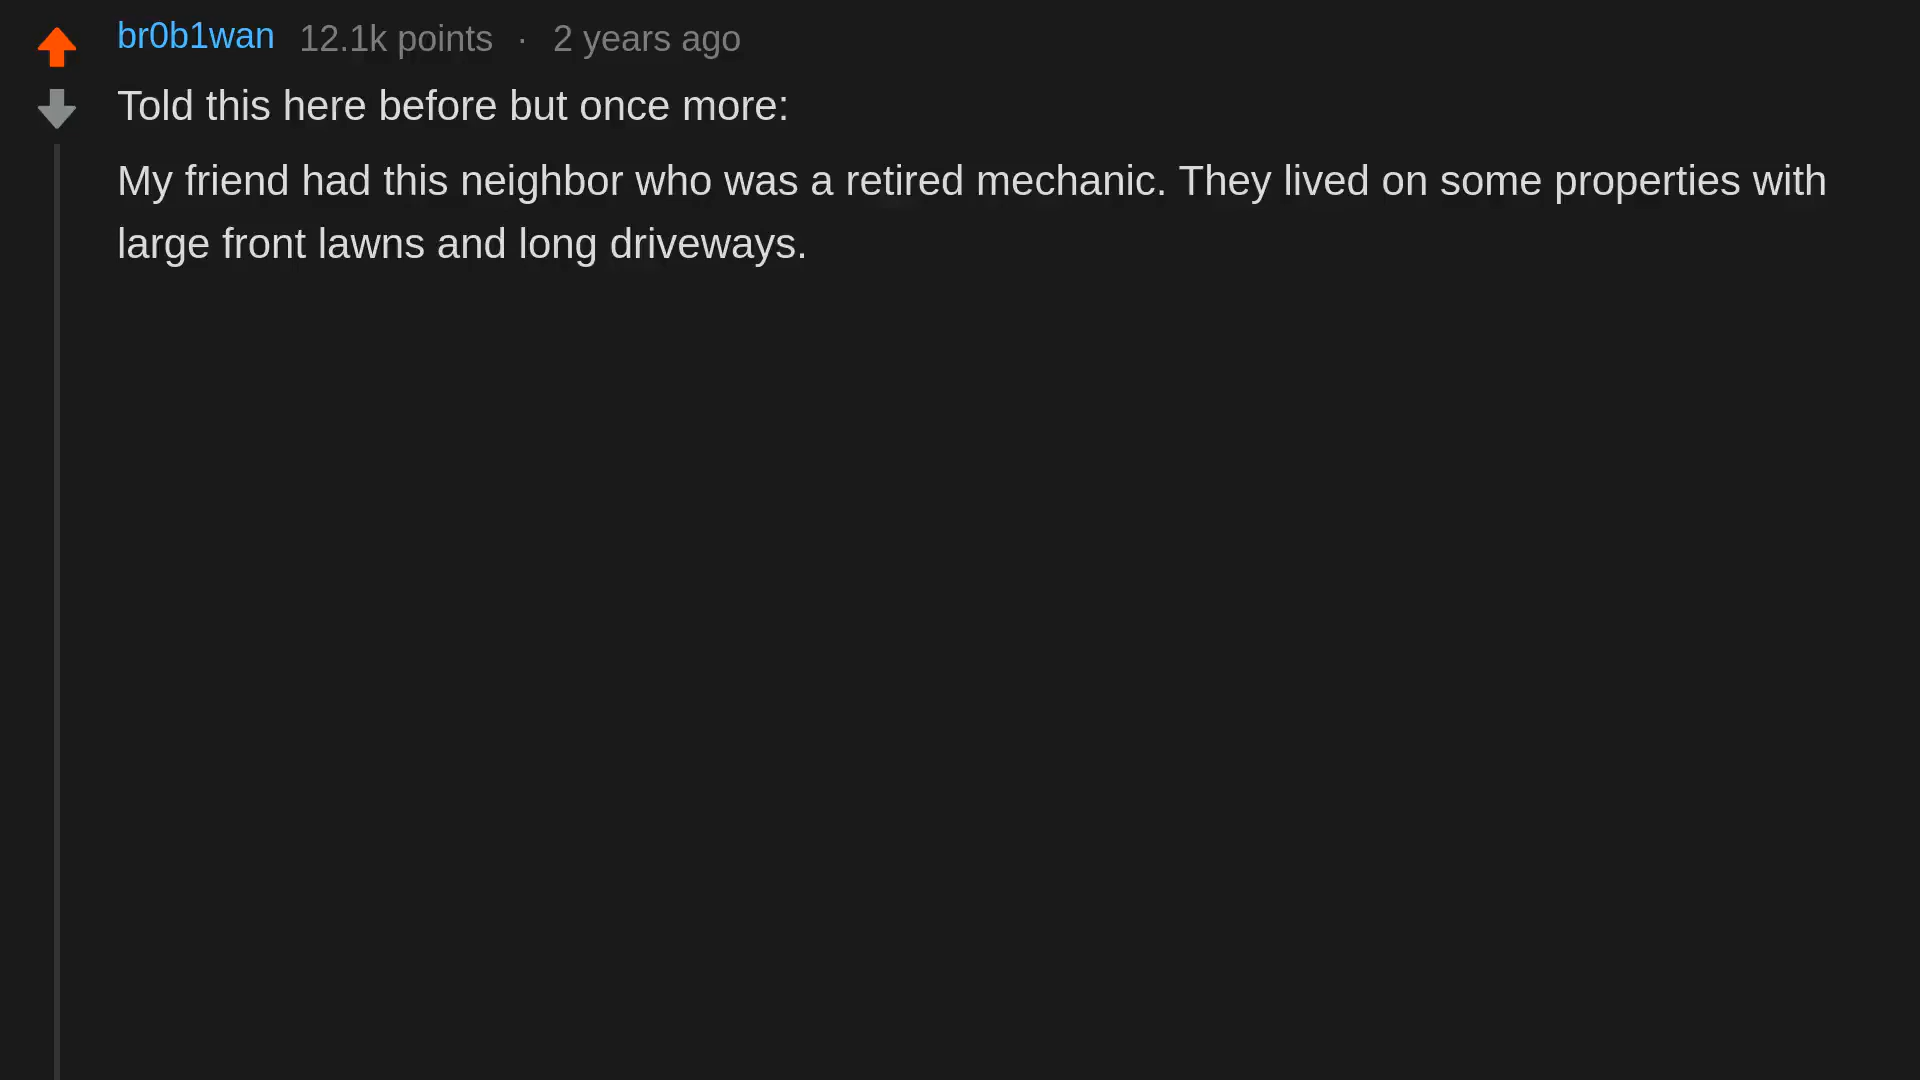 br0b1wan 12.1k points · 2 years ago
Told this here before but once more:
My friend had this neighbor who was a retired mechanic. They lived on some properties with
large front lawns and long driveways.